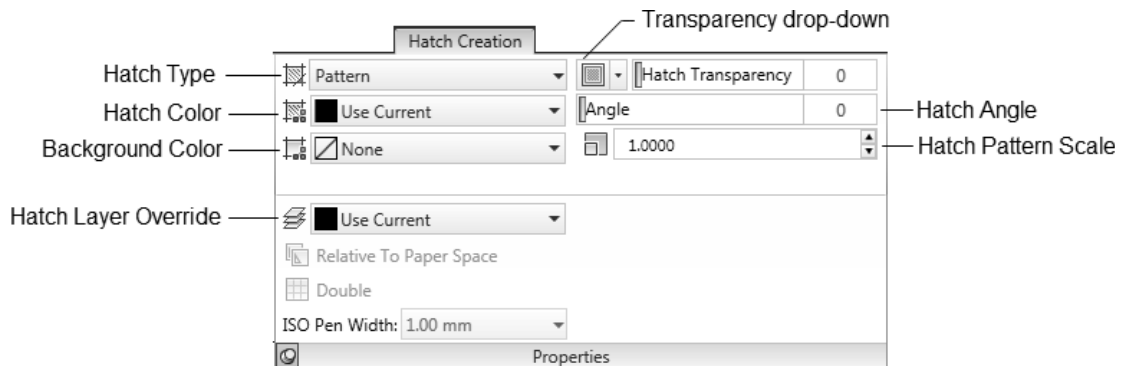 Transparency drop-down
Hatch Creation
Hatch Type Pattern Hatch Transparency 0
Hatch Color Use Current Angle 0 Hatch Angle
Background Color None 1.0000 Hatch Pattern Scale
Hatch Layer Override Use Current
Relative To Paper Space
Double
ISO Pen Width: 1.00 mm
Properties